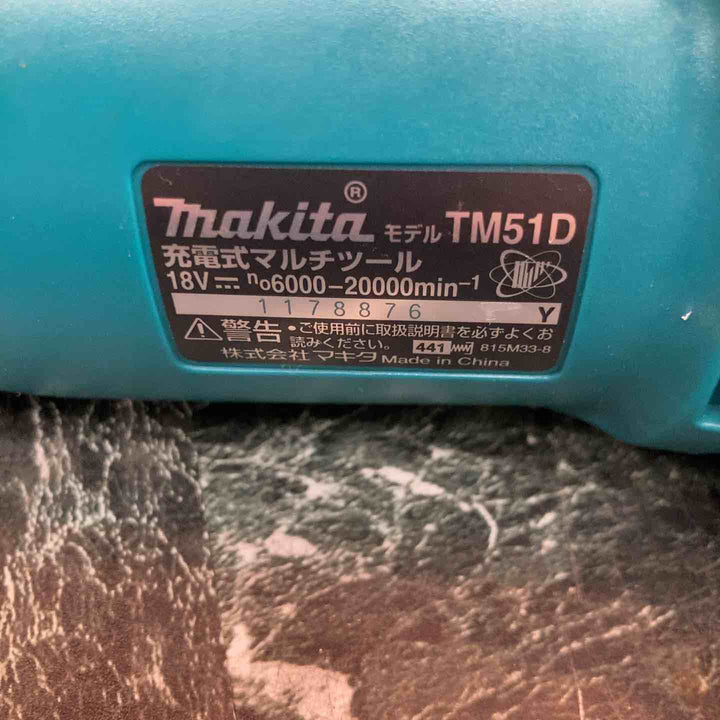 makita® モデル TM51D
充電式マルチツール
18V⎓ n₀6000−20000min⁻¹
1178876 Y
⚠警告 •ご使用前に取扱説明書を必ずよくお
読みください。 441 815M33-8
株式会社マキタ Made in China